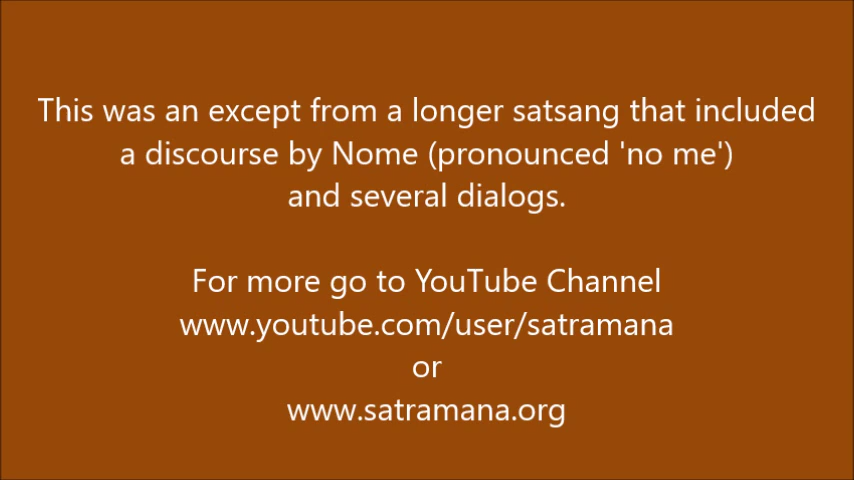 This was an except from a longer satsang that included
a discourse by Nome (pronounced 'no me')
and several dialogs.
For more go to YouTube Channel
www.youtube.com/user/satramana
or
www.satramana.org